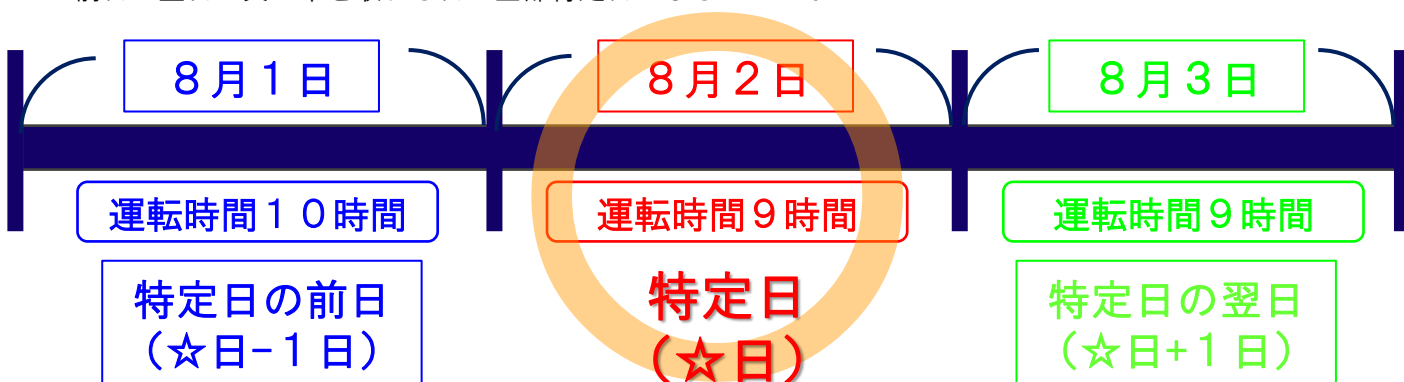 8月1日
8月2日
8月3日
運転時間10時間
運転時間9時間
運転時間9時間
特定日の前日
(☆日-1日)
特定日
(☆日)
特定日の翌日
(☆日+1日)